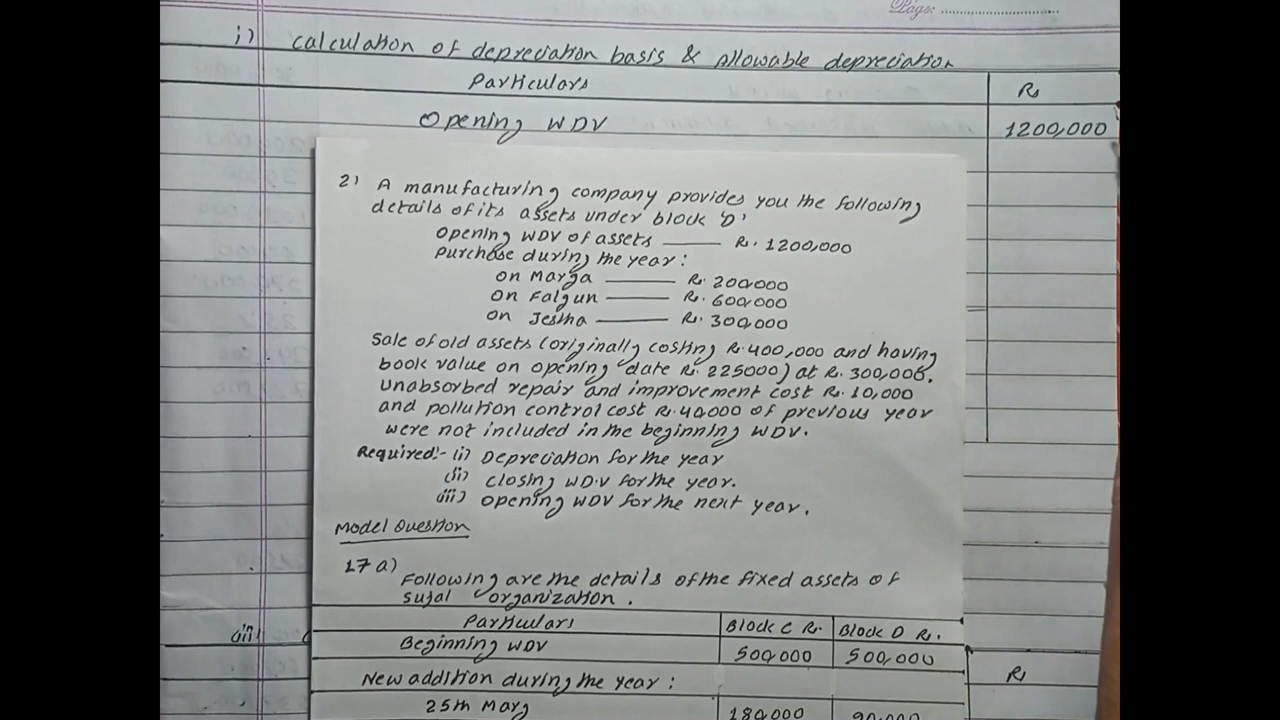 Page:
i) Calculation of depreciation basis & Allowable depreciation
Particulars Rs
Opening WDV 1200,000
2) A manufacturing company provides you the following
details of its assets under block 'D'
Opening WDV of assets Rs. 1200,000
Purchase during the year:
on Marga Rs. 200,000
on Falgun Rs. 600,000
on Jestha Rs. 300,000
Sale of old assets (originally costing Rs. 400,000 and having
book value on opening date Rs. 225000) at Rs. 300,000.
Unabsorbed repair and improvement cost Rs. 10,000
and pollution control cost Rs. 40,000 of previous year
were not included in the beginning WDV.
Required:- (i) Depreciation for the year
(ii) closing WDV for the year.
(iii) opening WDV for the next year.
Model Question
17 a)
Following are the details of the fixed assets of
sujal organization.
Particulars Block C Rs. Block D Rs.
Beginning WDV 500,000 500,000
New addition during the year:
25th Marg 180,000
iii)
Rs